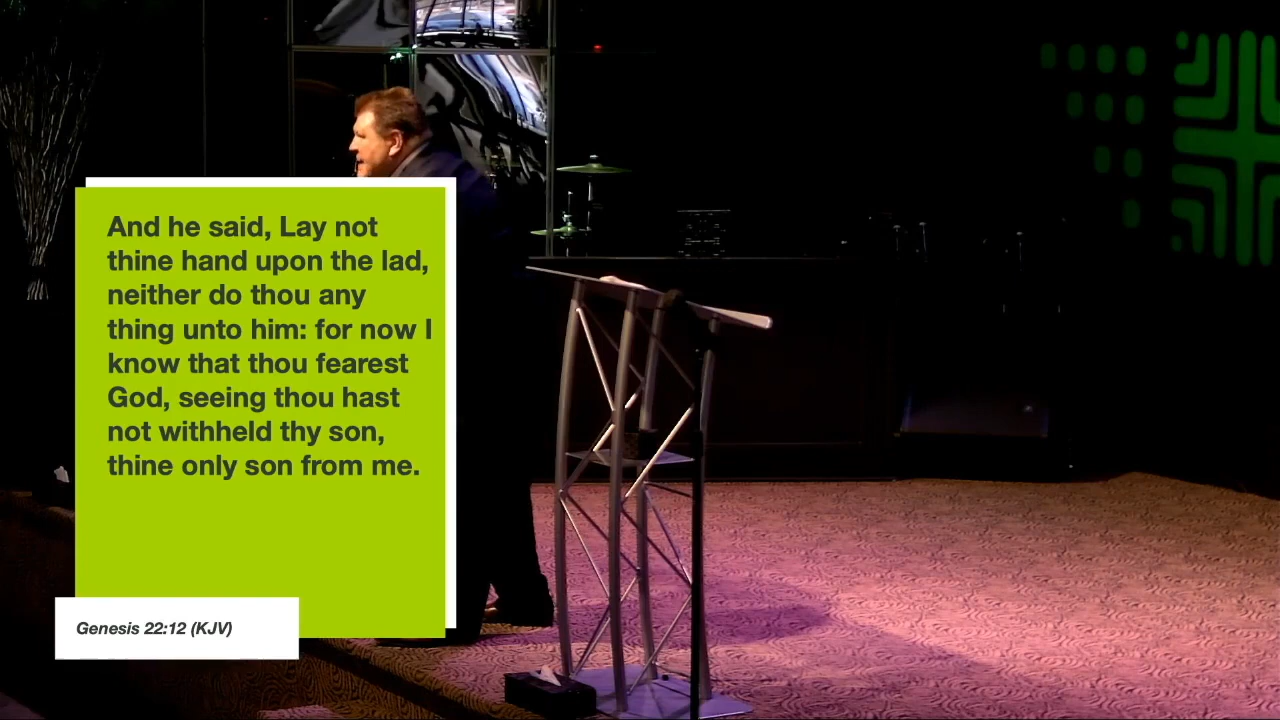 And he said, Lay not
thine hand upon the lad,
neither do thou any
thing unto him: for now I
know that thou fearest
God, seeing thou hast
not withheld thy son,
thine only son from me.
Genesis 22:12 (KJV)